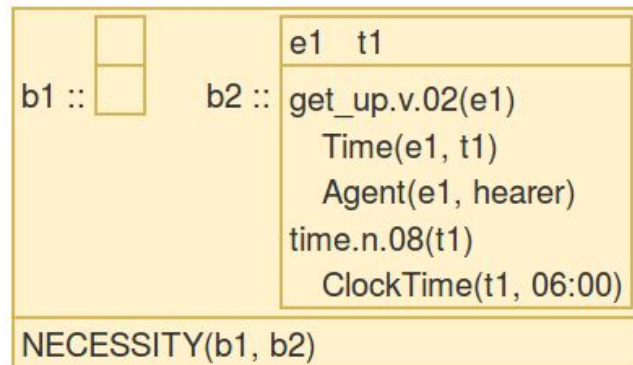 e1 t1
b1 :: b2 :: get_up.v.02(e1)
Time(e1, t1)
Agent(e1, hearer)
time.n.08(t1)
ClockTime(t1, 06:00)
NECESSITY(b1, b2)